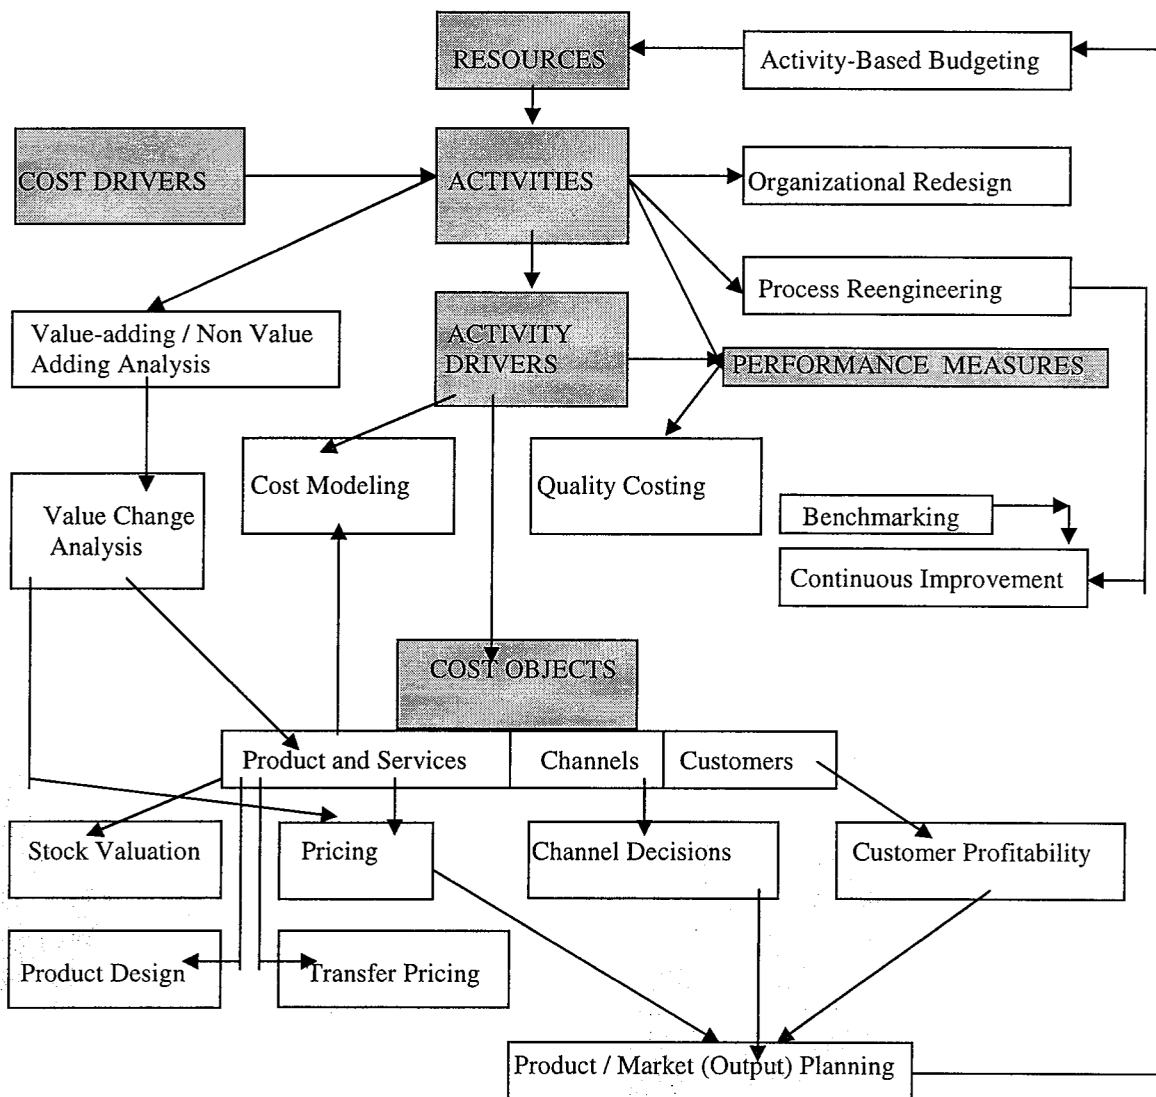 RESOURCES
Activity-Based Budgeting
COST DRIVERS
ACTIVITIES
Organizational Redesign
Process Reengineering
Value-adding / Non Value
Adding Analysis
ACTIVITY
DRIVERS
PERFORMANCE MEASURES
Cost Modeling
Quality Costing
Value Change
Analysis
Benchmarking
Continuous Improvement
COST OBJECTS
Product and Services
Channels
Customers
Stock Valuation
Pricing
Channel Decisions
Customer Profitability
Product Design
Transfer Pricing
Product / Market (Output) Planning